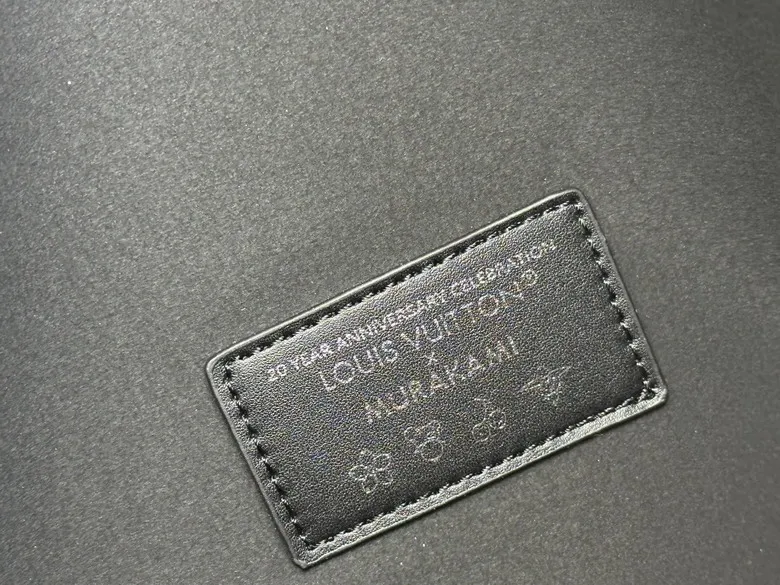 20 YEAR ANNIVERSARY CELEBRATION
LOUIS VUITTON®
×
MURAKAMI